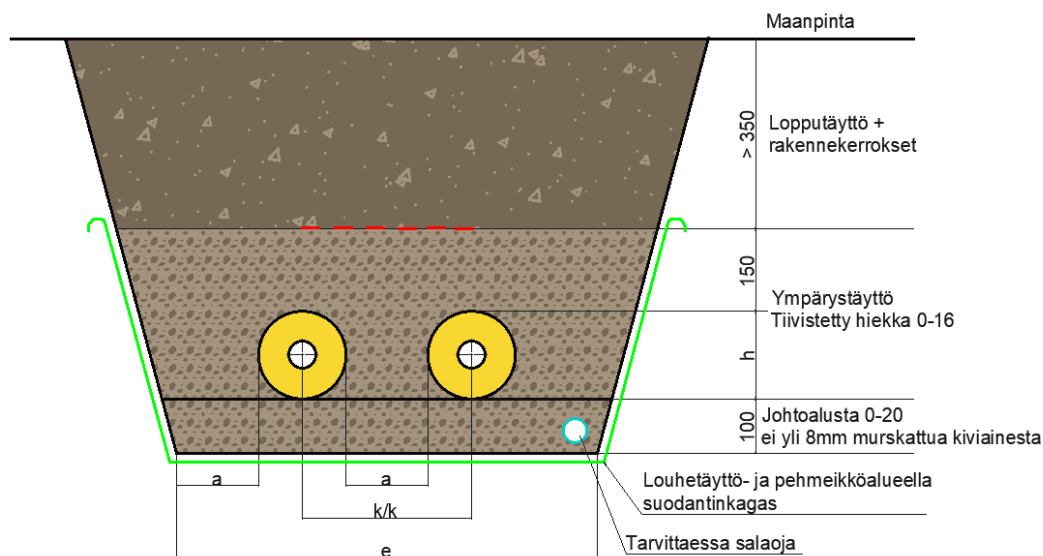 Maanpinta
> 350
Lopputäyttö +
rakennekerrokset
150
Ympärystäyttö
Tiivistetty hiekka 0-16
h
100
Johtoalusta 0-20
ei yli 8mm murskattua kiviainesta
a
a
k/k
Louhetäyttö- ja pehmeikköalueella
suodantinkagas
e
Tarvittaessa salaoja